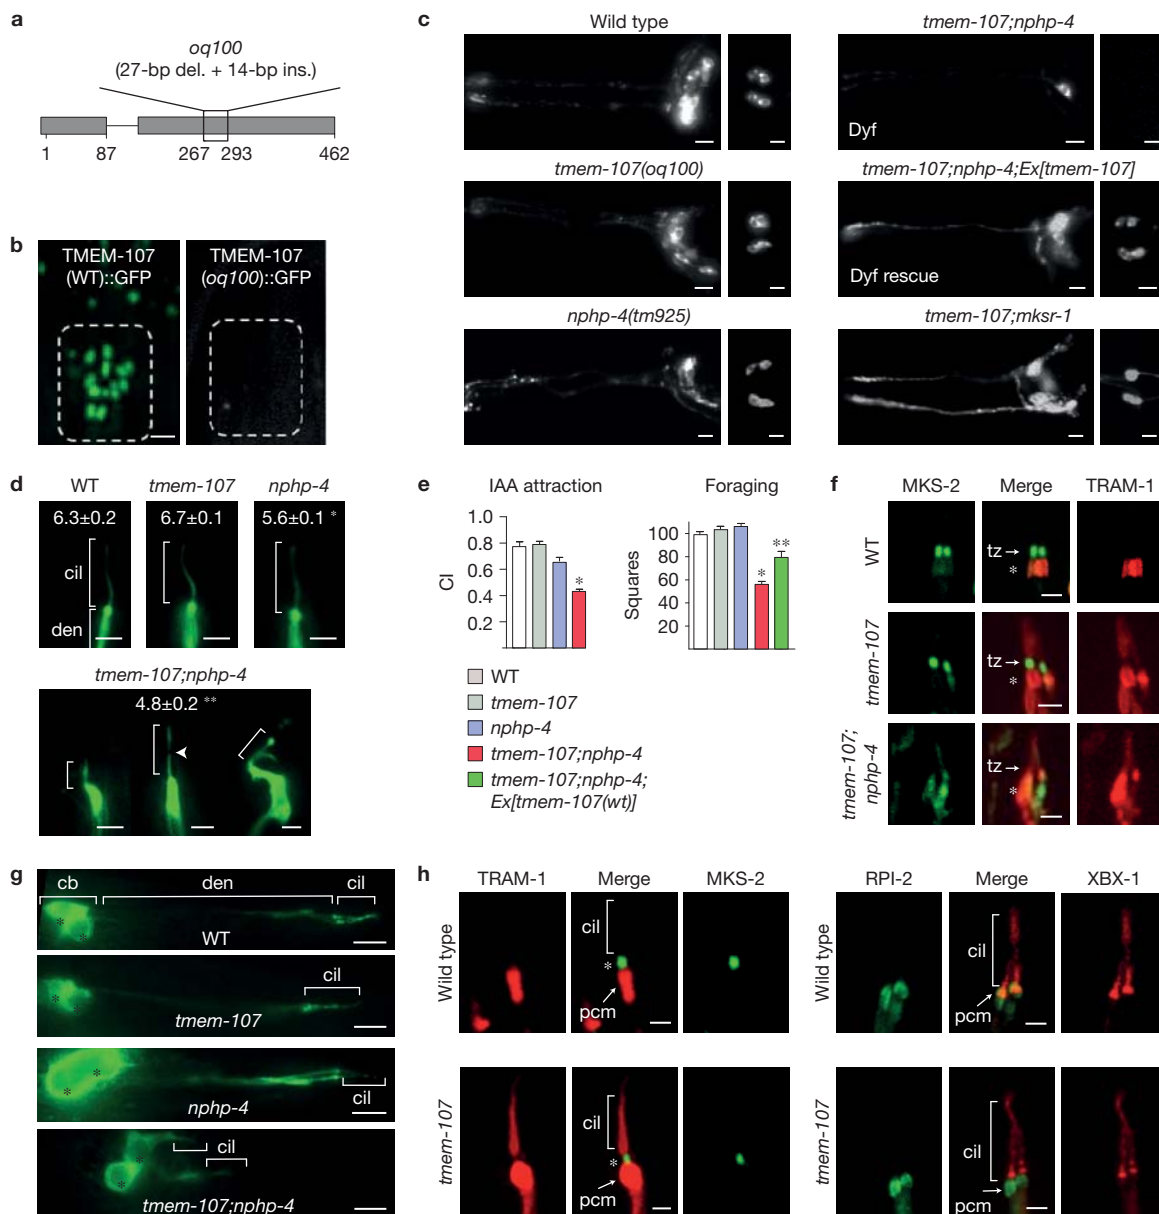 a
oq100
(27-bp del. + 14-bp ins.)
1 87 267 293 462
b
TMEM-107
(WT)::GFP
TMEM-107
(oq100)::GFP
c
Wild type
tmem-107;nphp-4
Dyf
tmem-107(oq100)
tmem-107;nphp-4;Ex[tmem-107]
Dyf rescue
nphp-4(tm925)
tmem-107;mksr-1
d
WT tmem-107 nphp-4
6.3±0.2 6.7±0.1 5.6±0.1 *
cil
den
tmem-107;nphp-4
4.8±0.2 **
e
IAA attraction
CI
1.0
0.8
0.6
0.4
0.2
*
Foraging
Squares
100
80
60
40
20
* **
WT
tmem-107
nphp-4
tmem-107;nphp-4
tmem-107;nphp-4;
Ex[tmem-107(wt)]
f
MKS-2 Merge TRAM-1
WT
tz
*
tmem-107
tz
*
tmem-107;
nphp-4
tz
*
g
cb den cil
* *
WT
cil
* *
tmem-107
* *
nphp-4
cil
cil
* *
tmem-107;nphp-4
h
TRAM-1 Merge MKS-2
Wild type
cil
*
pcm
tmem-107
cil
*
pcm
RPI-2 Merge XBX-1
Wild type
cil
pcm
tmem-107
cil
pcm